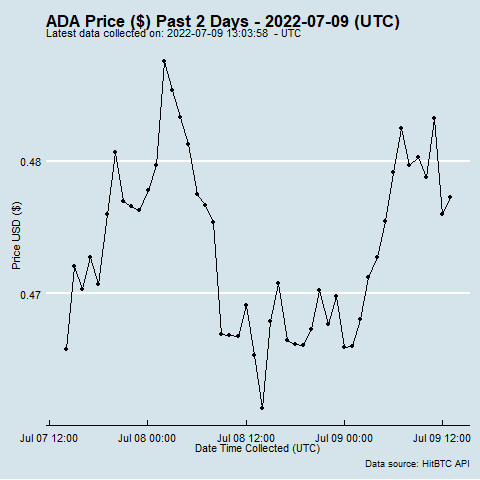 ADA Price ($) Past 2 Days - 2022-07-09 (UTC)
Latest data collected on: 2022-07-09 13:03:58 - UTC
0.48
Price USD ($)
0.47
Jul 07 12:00 Jul 08 00:00 Jul 08 12:00 Jul 09 00:00 Jul 09 12:00
Date Time Collected (UTC)
Data source: HitBTC API